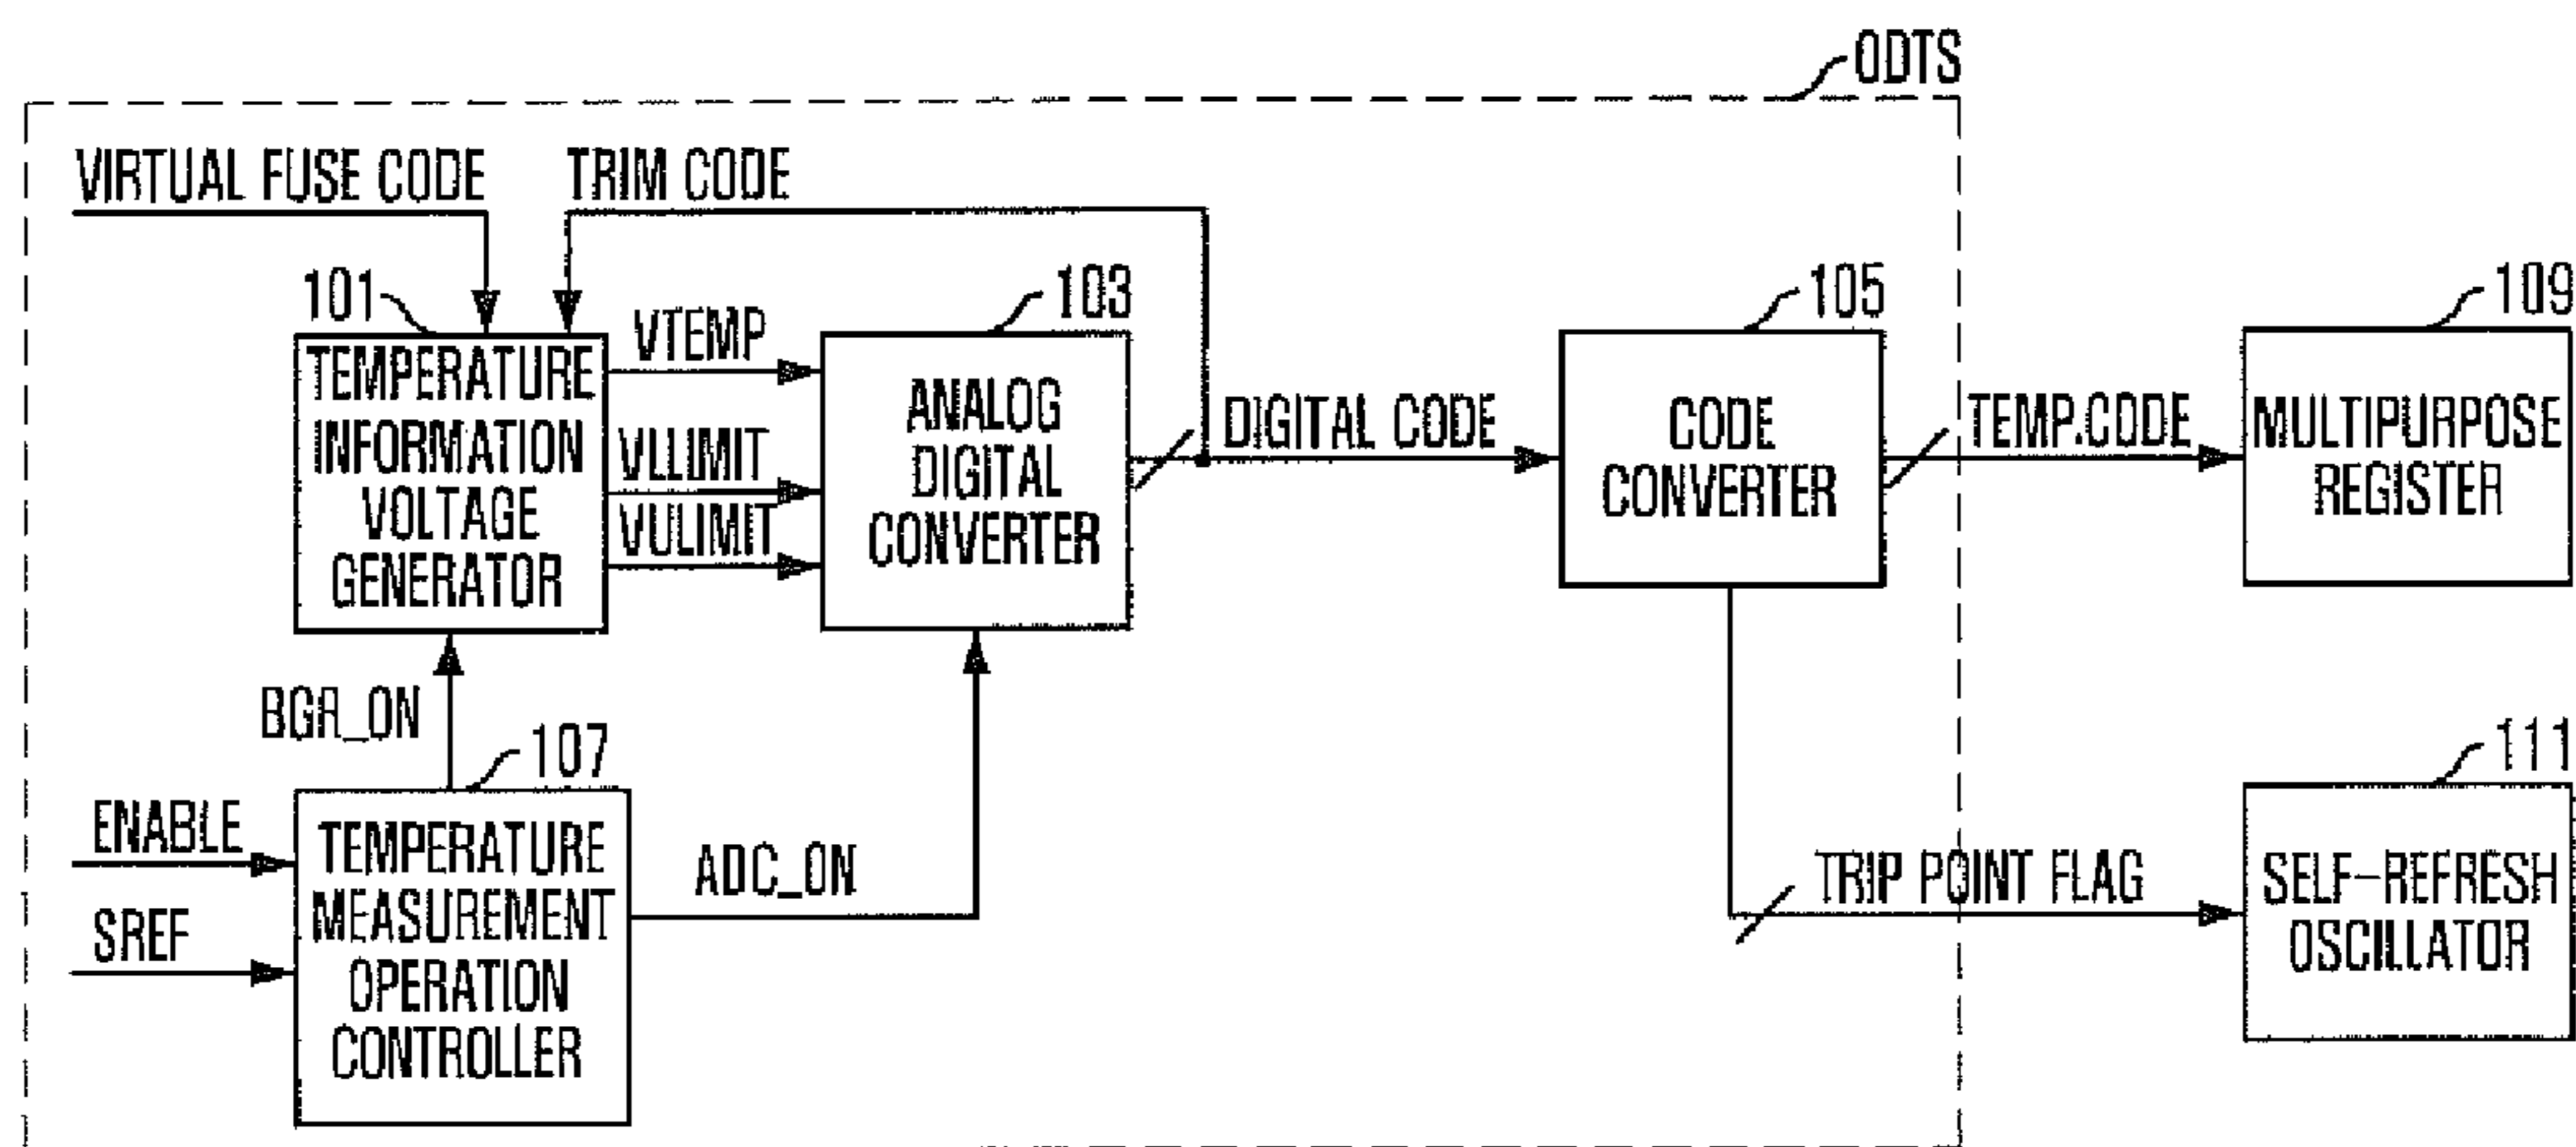 ODTS
VIRTUAL FUSE CODE
TRIM CODE
101
103
105
109
TEMPERATURE
INFORMATION
VOLTAGE
GENERATOR
VTEMP
VLLIMIT
VULIMIT
ANALOG
DIGITAL
CONVERTER
DIGITAL CODE
CODE
CONVERTER
TEMP.CODE
MULTIPURPOSE
REGISTER
BGR_ON
107
111
ENABLE
SREF
TEMPERATURE
MEASUREMENT
OPERATION
CONTROLLER
ADC_ON
TRIP POINT FLAG
SELF-REFRESH
OSCILLATOR